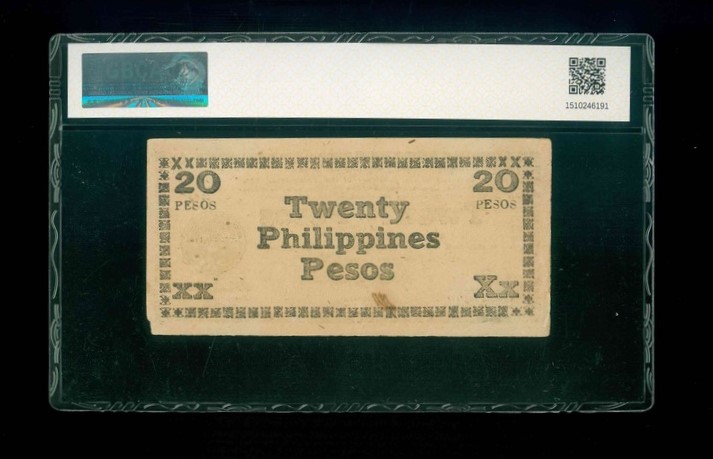 1510246191
20
20
PESOS
PESOS
Twenty
Philippines
Pesos
xx
Xx